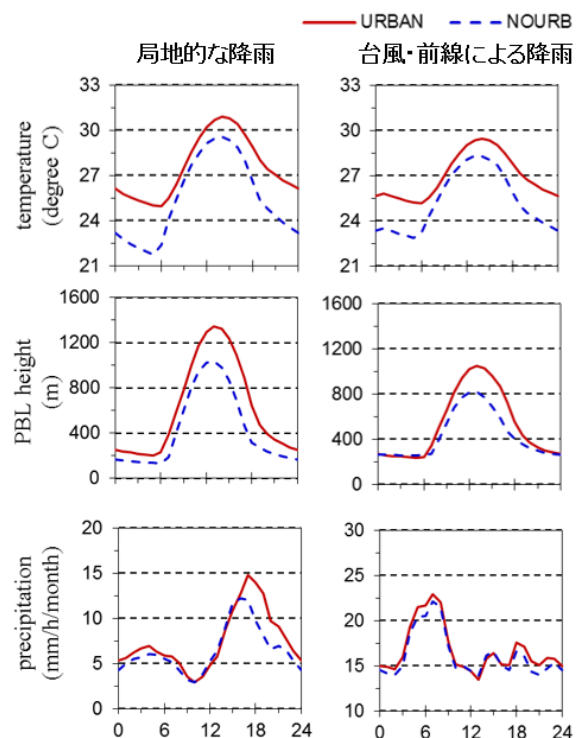 URBAN NOURB
局地的な降雨 台風・前線による降雨
temperature
(degree C)
33 30 27 24 21
33 30 27 24 21
PBL height
(m)
1600 1200 800 400 0
1600 1200 800 400 0
precipitation
(mm/h/month)
20 15 10 5 0
30 25 20 15 10
0 6 12 18 24
0 6 12 18 24